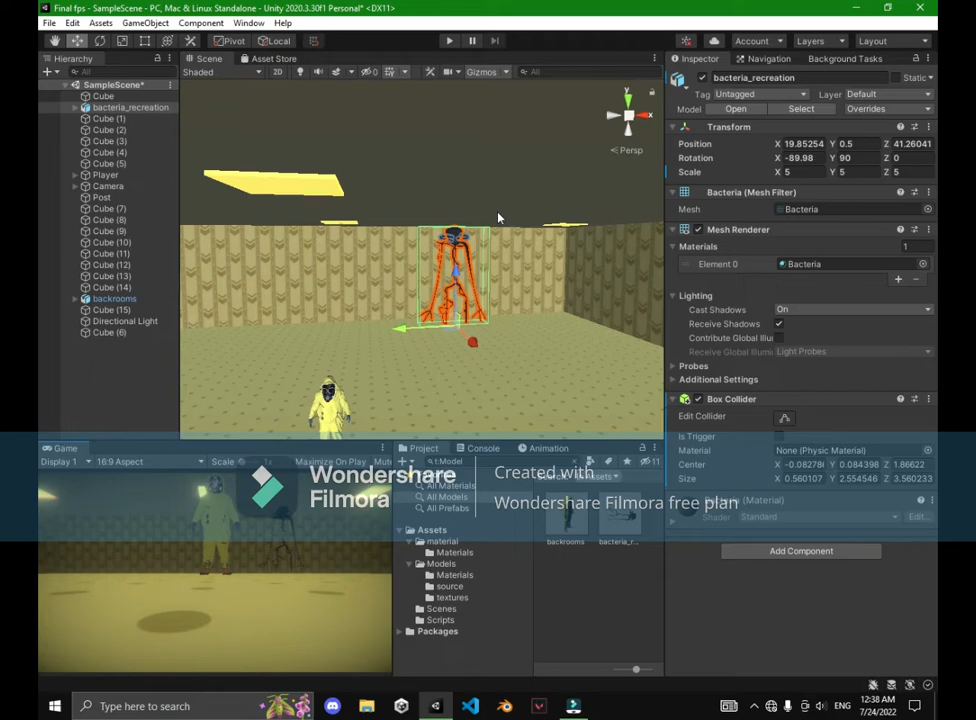 Final fps - SampleScene - PC, Mac & Linux Standalone - Unity 2020.3.30f1 Personal* <DX11>
File Edit Assets GameObject Component Window Help
Pivot Local Account Layers Layout
Hierarchy
All
SampleScene*
Cube
bacteria_recreation
Cube (1)
Cube (2)
Cube (3)
Cube (4)
Cube (5)
Player
Camera
Post
Cube (7)
Cube (8)
Cube (9)
Cube (10)
Cube (11)
Cube (12)
Cube (13)
Cube (14)
backrooms
Cube (15)
Directional Light
Cube (6)
Scene Asset Store
Shaded 2D 0 Gizmos All
y
x
Persp
Inspector Navigation Background Tasks
bacteria_recreation Static
Tag Untagged Layer Default
Model Open Select Overrides
Transform
Position X 19.85254 Y 0.5 Z 41.26041
Rotation X -89.98 Y 90 Z 0
Scale X 5 Y 5 Z 5
Bacteria (Mesh Filter)
Mesh Bacteria
Mesh Renderer
Materials 1
Element 0 Bacteria
Lighting
Cast Shadows On
Receive Shadows
Contribute Global Illu
Receive Global Illumi Light Probes
Probes
Additional Settings
Box Collider
Edit Collider
Is Trigger
Material None (Physic Material)
Center X -0.08278 Y 0.084398 Z 1.86622
Size X 0.560107 Y 2.554546 Z 3.560233
(Material)
Shader Standard Edit...
Add Component
Game
Display 1 16:9 Aspect Scale Maximize On Play
Project Console Animation
t:Model 11
All Materials
All Models
All Prefabs
Assets
material
Materials
Models
Materials
source
textures
Scenes
Scripts
Packages
backrooms bacteria_r...
Wondershare
Filmora
Created with
Wondershare Filmora free plan
Type here to search
ENG
12:38 AM
7/24/2022